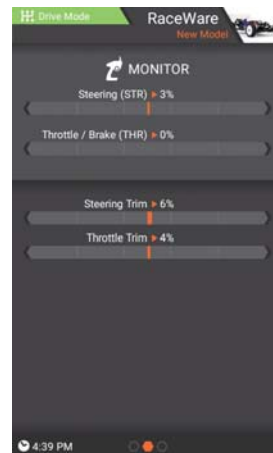 Drive Mode
RaceWare
New Model
MONITOR
Steering (STR) ▸ 3%
Throttle / Brake (THR) ▸ 0%
Steering Trim ▸ 6%
Throttle Trim ▸ 4%
4:39 PM